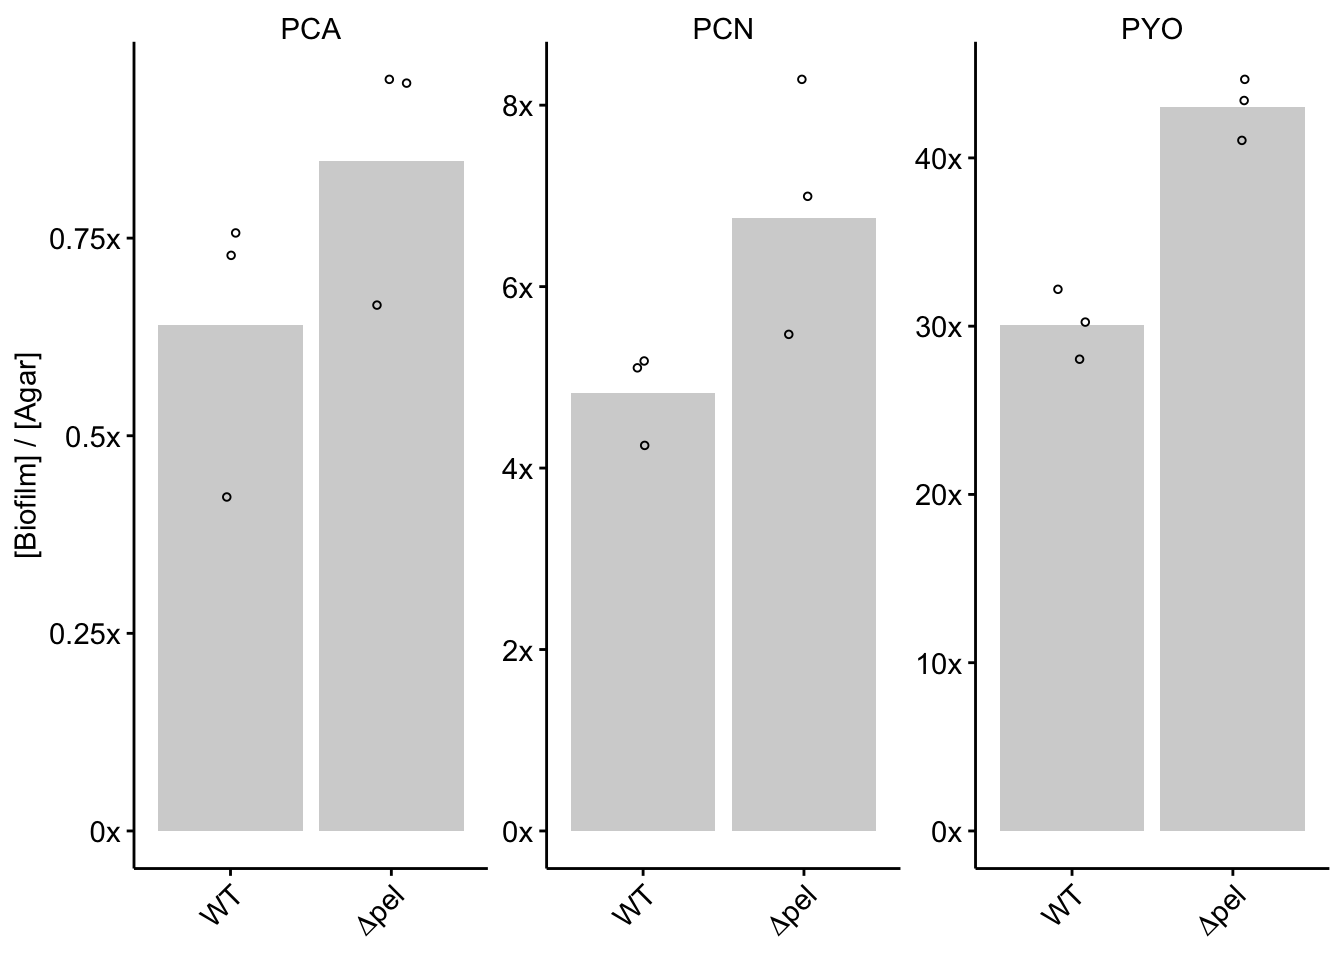 PCA
PCN
PYO
[Biofilm] / [Agar]
0.75x
0.5x
0.25x
0x
WT
Δpel
8x
6x
4x
2x
0x
WT
Δpel
40x
30x
20x
10x
0x
WT
Δpel